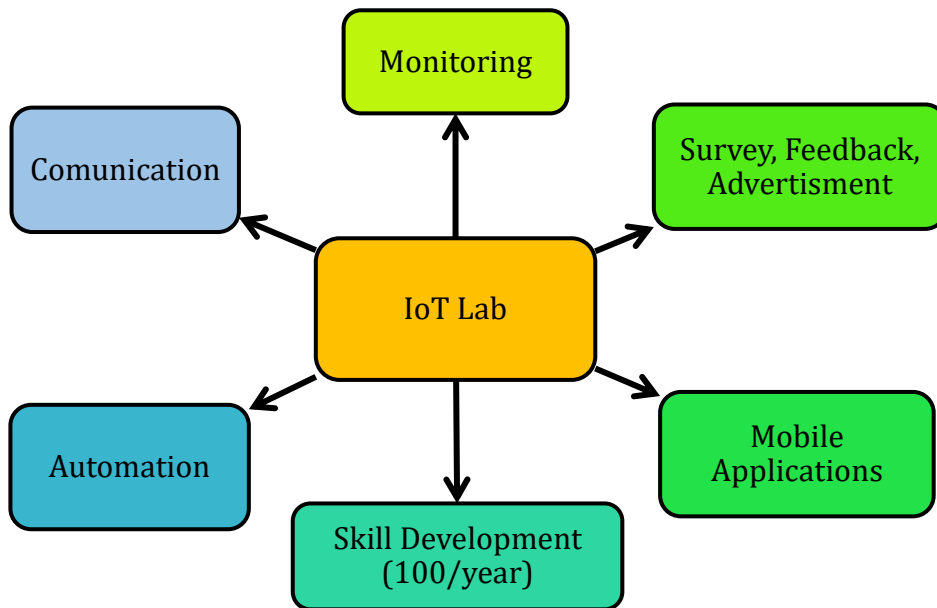 Monitoring
Comunication
Survey, Feedback,
Advertisment
IoT Lab
Automation
Mobile
Applications
Skill Development
(100/year)